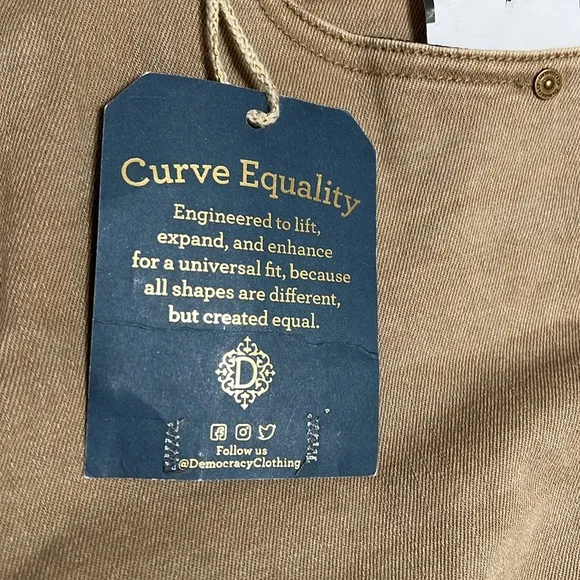 Curve Equality
Engineered to lift,
expand, and enhance
for a universal fit, because
all shapes are different,
but created equal.
D
Follow us
@DemocracyClothing